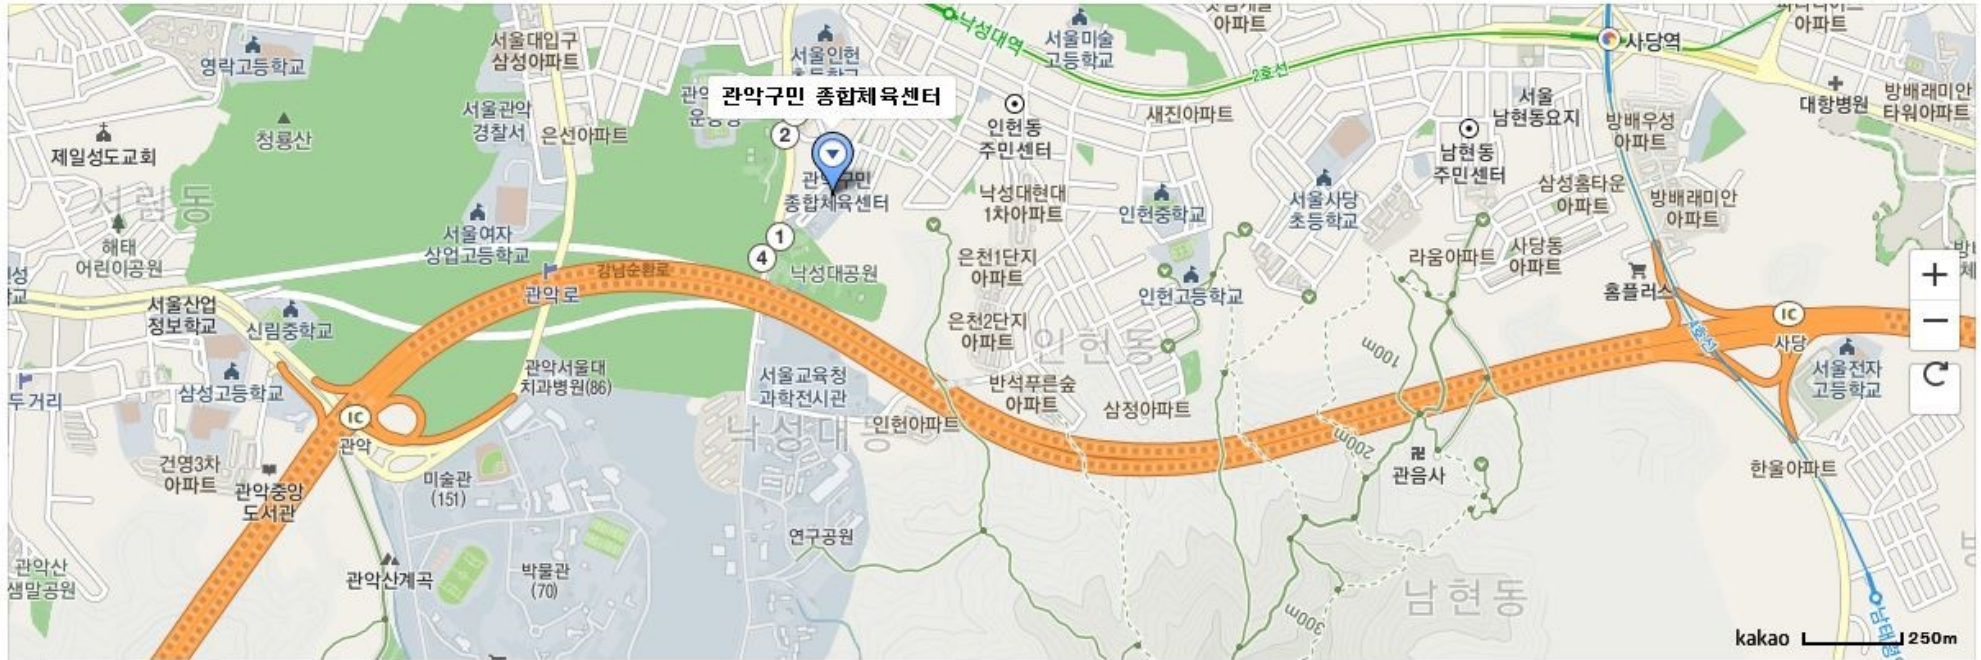 낙성대역
서울미술
고등학교
아파트
아파트
사당역
2호선
영락고등학교
서울대입구
삼성아파트
서울인헌
관악구민 종합체육센터
청룡산
제일성도교회
서림동
해태
어린이공원
서울관악
경찰서
은선아파트
2
관악구민
종합체육센터
1
4
낙성대공원
인헌동
주민센터
새진아파트
서울
남현동요지
남현동
주민센터
방배우성
아파트
대항병원
방배래미안
타워아파트
낙성대현대
1차아파트
인헌중학교
서울사당
초등학교
삼성홈타운
아파트
방배래미안
아파트
서울여자
상업고등학교
강남순환로
관악로
은천1단지
아파트
인헌고등학교
라움아파트
사당동
아파트
홈플러스
4호선
IC
사당
+
−
서울산업
정보학교
신림중학교
은천2단지
아파트
인헌동
100m
서울전자
고등학교
두거리
삼성고등학교
IC
관악
관악서울대
치과병원(86)
서울교육청
과학전시관
낙성대동
인헌아파트
반석푸른숲
아파트
삼정아파트
200m
관음사
한울아파트
건영3차
아파트
관악중앙
도서관
미술관
(151)
연구공원
관악산
샘말공원
관악산계곡
박물관
(70)
남현동
300m
남태령
kakao
250m